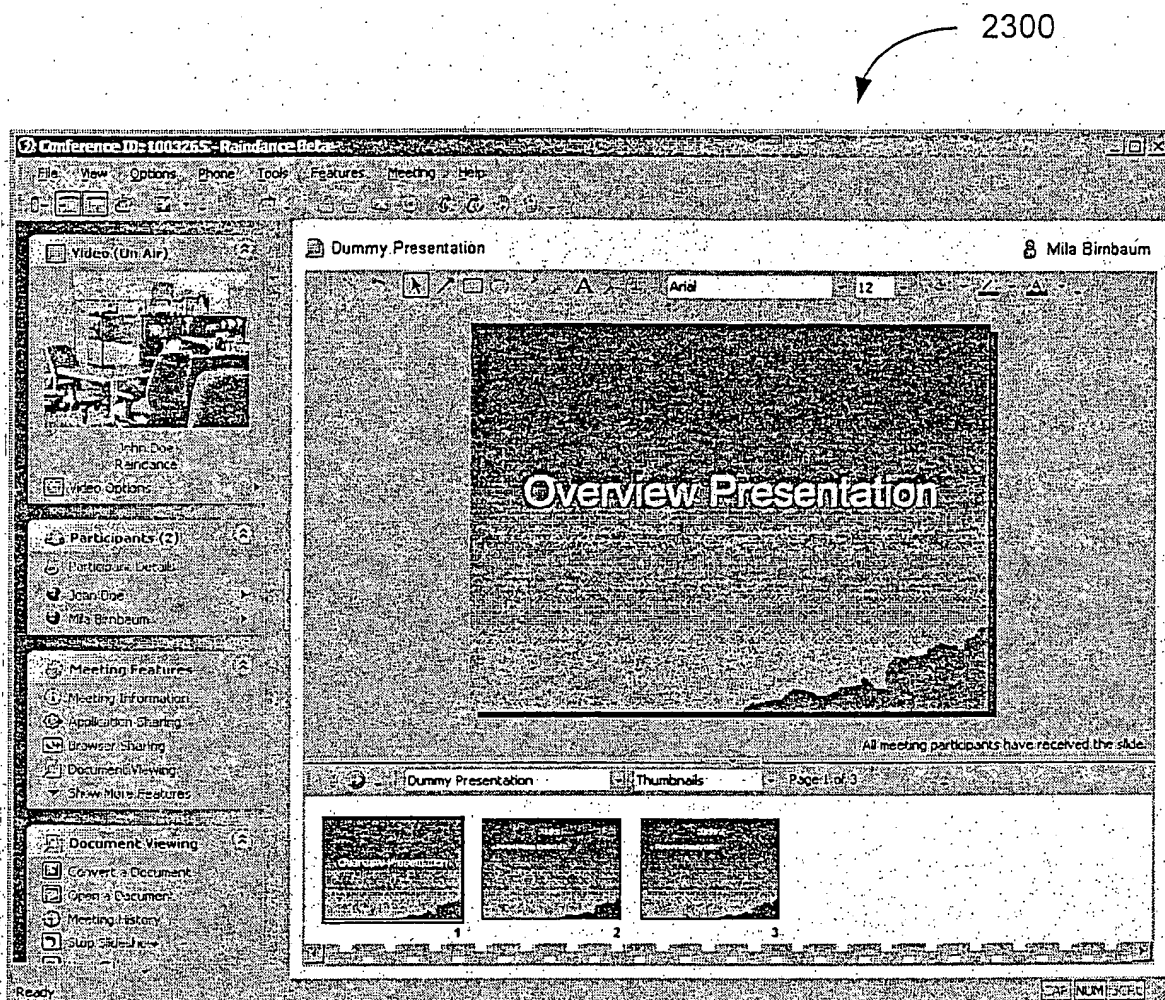 2300
Conference ID: 1003265 - Raindance Beta
File View Options Phone Tools Features Meeting Help
Video (On Air)
John Doe
Raindance
Video Options
Participants (2)
Participant Details
Mila Birnbaum
Meeting Features
Meeting Information
Application Sharing
Browser Sharing
Document Viewing
Show More Features
Document Viewing
Convert a Document
Open a Document
Meeting History
Stop Slideshow
Dummy Presentation
Mila Birnbaum
A Arial 12 A
Overview Presentation
All meeting participants have received the slide.
Dummy Presentation Thumbnails Page 1 of 3
Overview Presentation
1 2 3
Ready
CAP NUM SCRL